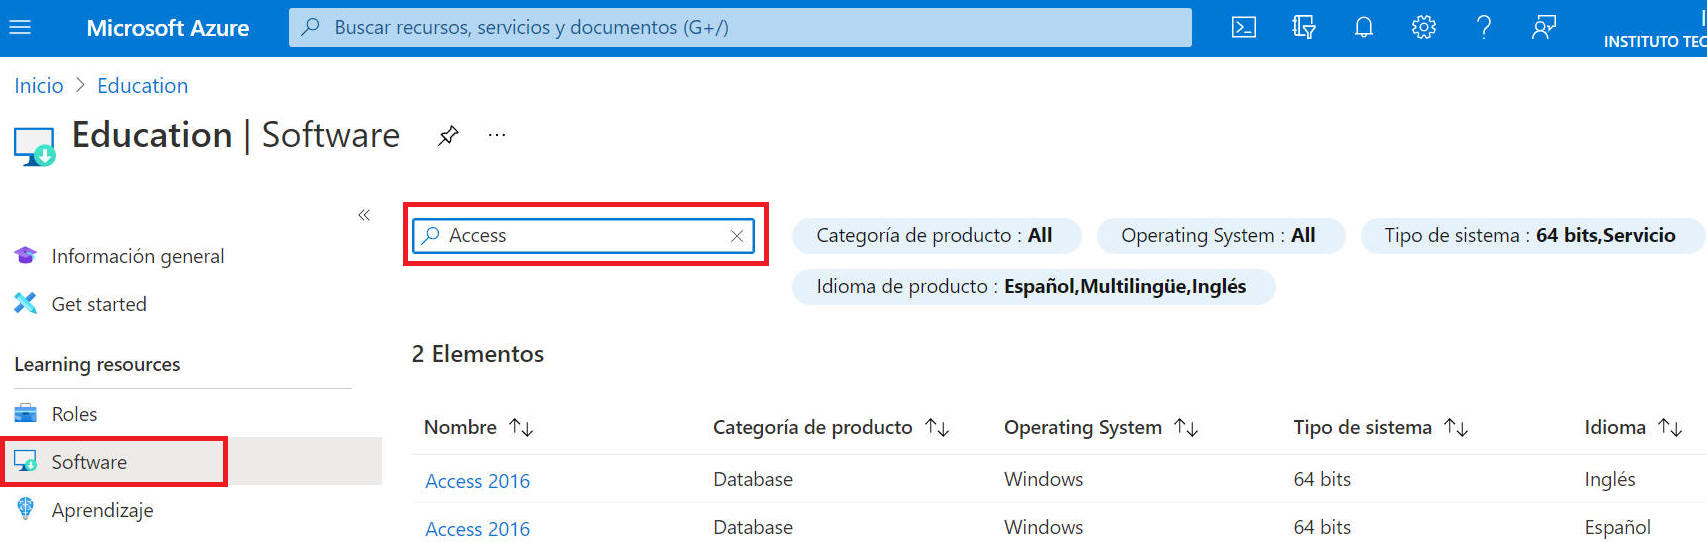 Microsoft Azure
Buscar recursos, servicios y documentos (G+/)
INSTITUTO TEC
Inicio > Education
Education | Software
Información general
Get started
Learning resources
Roles
Software
Aprendizaje
Access
Categoría de producto : All
Operating System : All
Tipo de sistema : 64 bits,Servicio
Idioma de producto : Español,Multilingüe,Inglés
2 Elementos
Nombre Categoría de producto Operating System Tipo de sistema Idioma
Access 2016 Database Windows 64 bits Inglés
Access 2016 Database Windows 64 bits Español